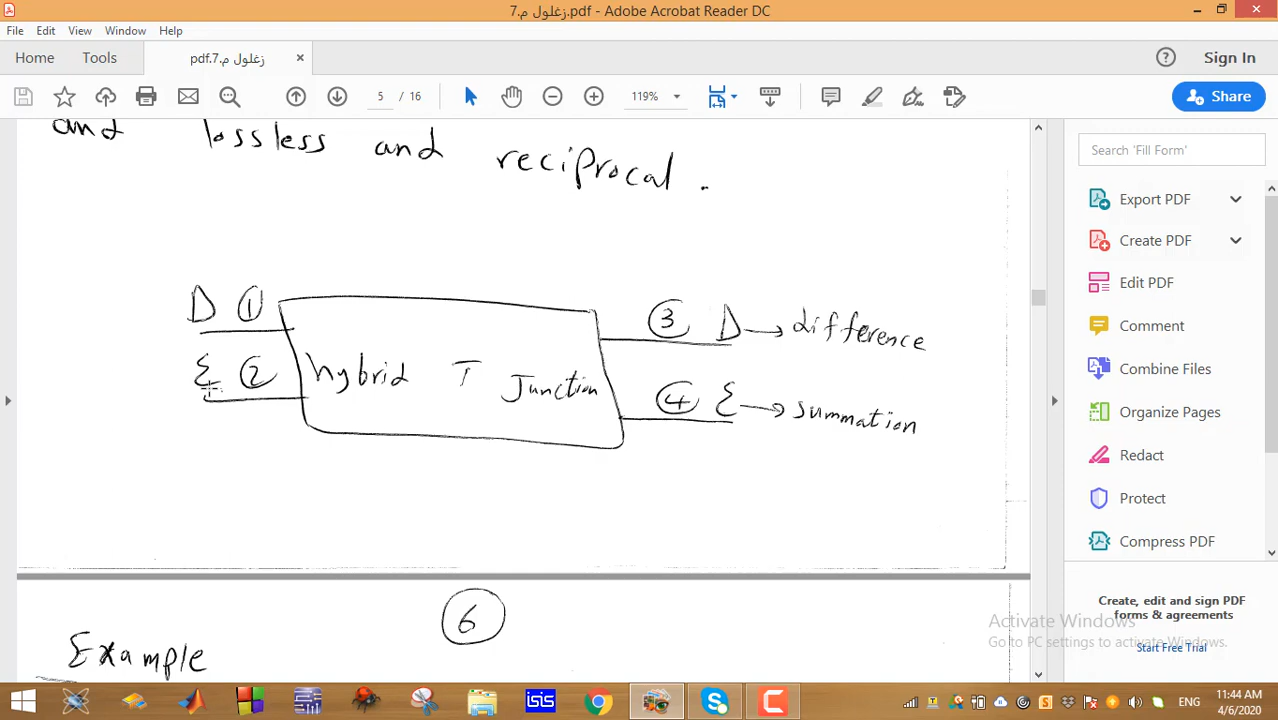 زغلول م.7.pdf - Adobe Acrobat Reader DC
File Edit View Window Help
Home Tools زغلول م.7.pdf × ? Sign In
5 / 16 119% Share
and lossless and reciprocal.
D ① ③ D → difference
Σ ② hybrid T Junction ④ Σ → summation
⑥
Example
Search 'Fill Form'
Export PDF
Create PDF
Edit PDF
Comment
Combine Files
Organize Pages
Redact
Protect
Compress PDF
Create, edit and sign PDF
forms & agreements
Start Free Trial
Activate Windows
Go to PC settings to activate Windows.
isis
ENG
11:44 AM
4/6/2020